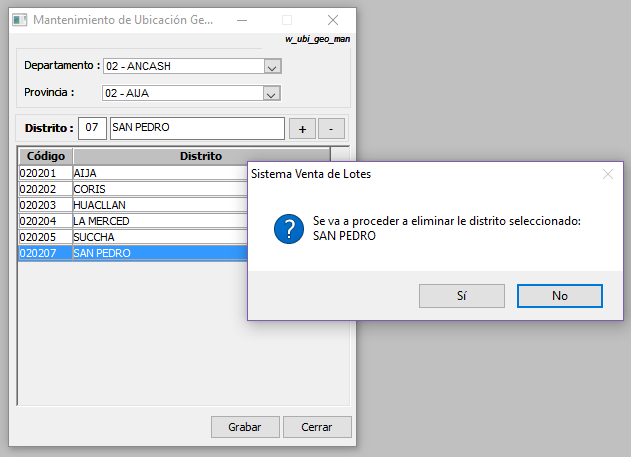 Mantenimiento de Ubicación Ge...
w_ubi_geo_man
Departamento : 02 - ANCASH
Provincia : 02 - AIJA
Distrito : 07 SAN PEDRO + -
Código Distrito
020201 AIJA
020202 CORIS
020203 HUACLLAN
020204 LA MERCED
020205 SUCCHA
020207 SAN PEDRO
Grabar Cerrar
Sistema Venta de Lotes
Se va a proceder a eliminar le distrito seleccionado:
SAN PEDRO
Sí No